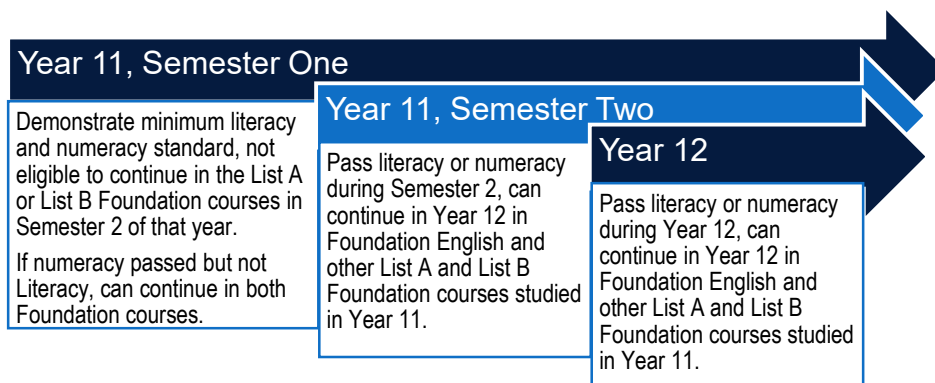 Year 11, Semester One
Demonstrate minimum literacy
and numeracy standard, not
eligible to continue in the List A
or List B Foundation courses in
Semester 2 of that year.
If numeracy passed but not
Literacy, can continue in both
Foundation courses.
Year 11, Semester Two
Pass literacy or numeracy
during Semester 2, can
continue in Year 12 in
Foundation English and
other List A and List B
Foundation courses studied
in Year 11.
Year 12
Pass literacy or numeracy
during Year 12, can
continue in Year 12 in
Foundation English and
other List A and List B
Foundation courses studied
in Year 11.